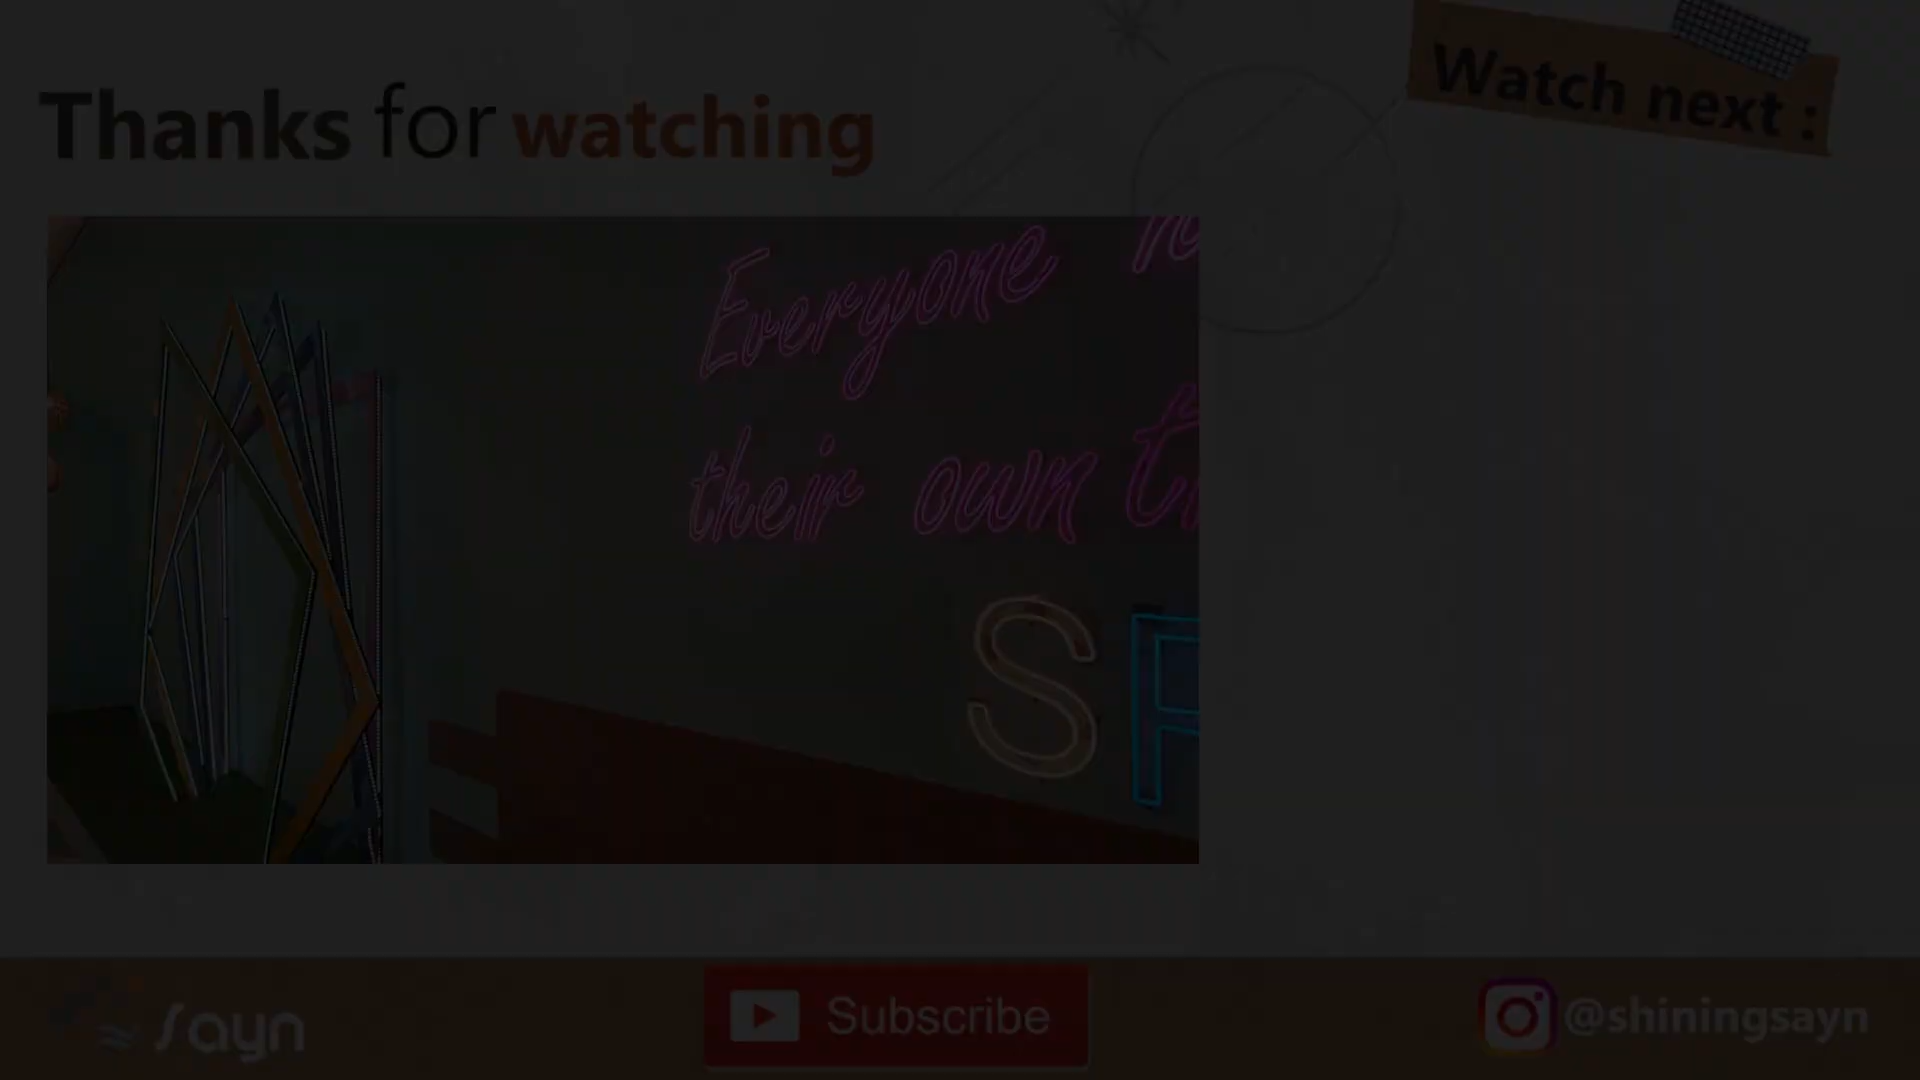 Thanks for watching
Watch next :
Everyone
their own
S
Sayn
Subscribe
@shiningsayn